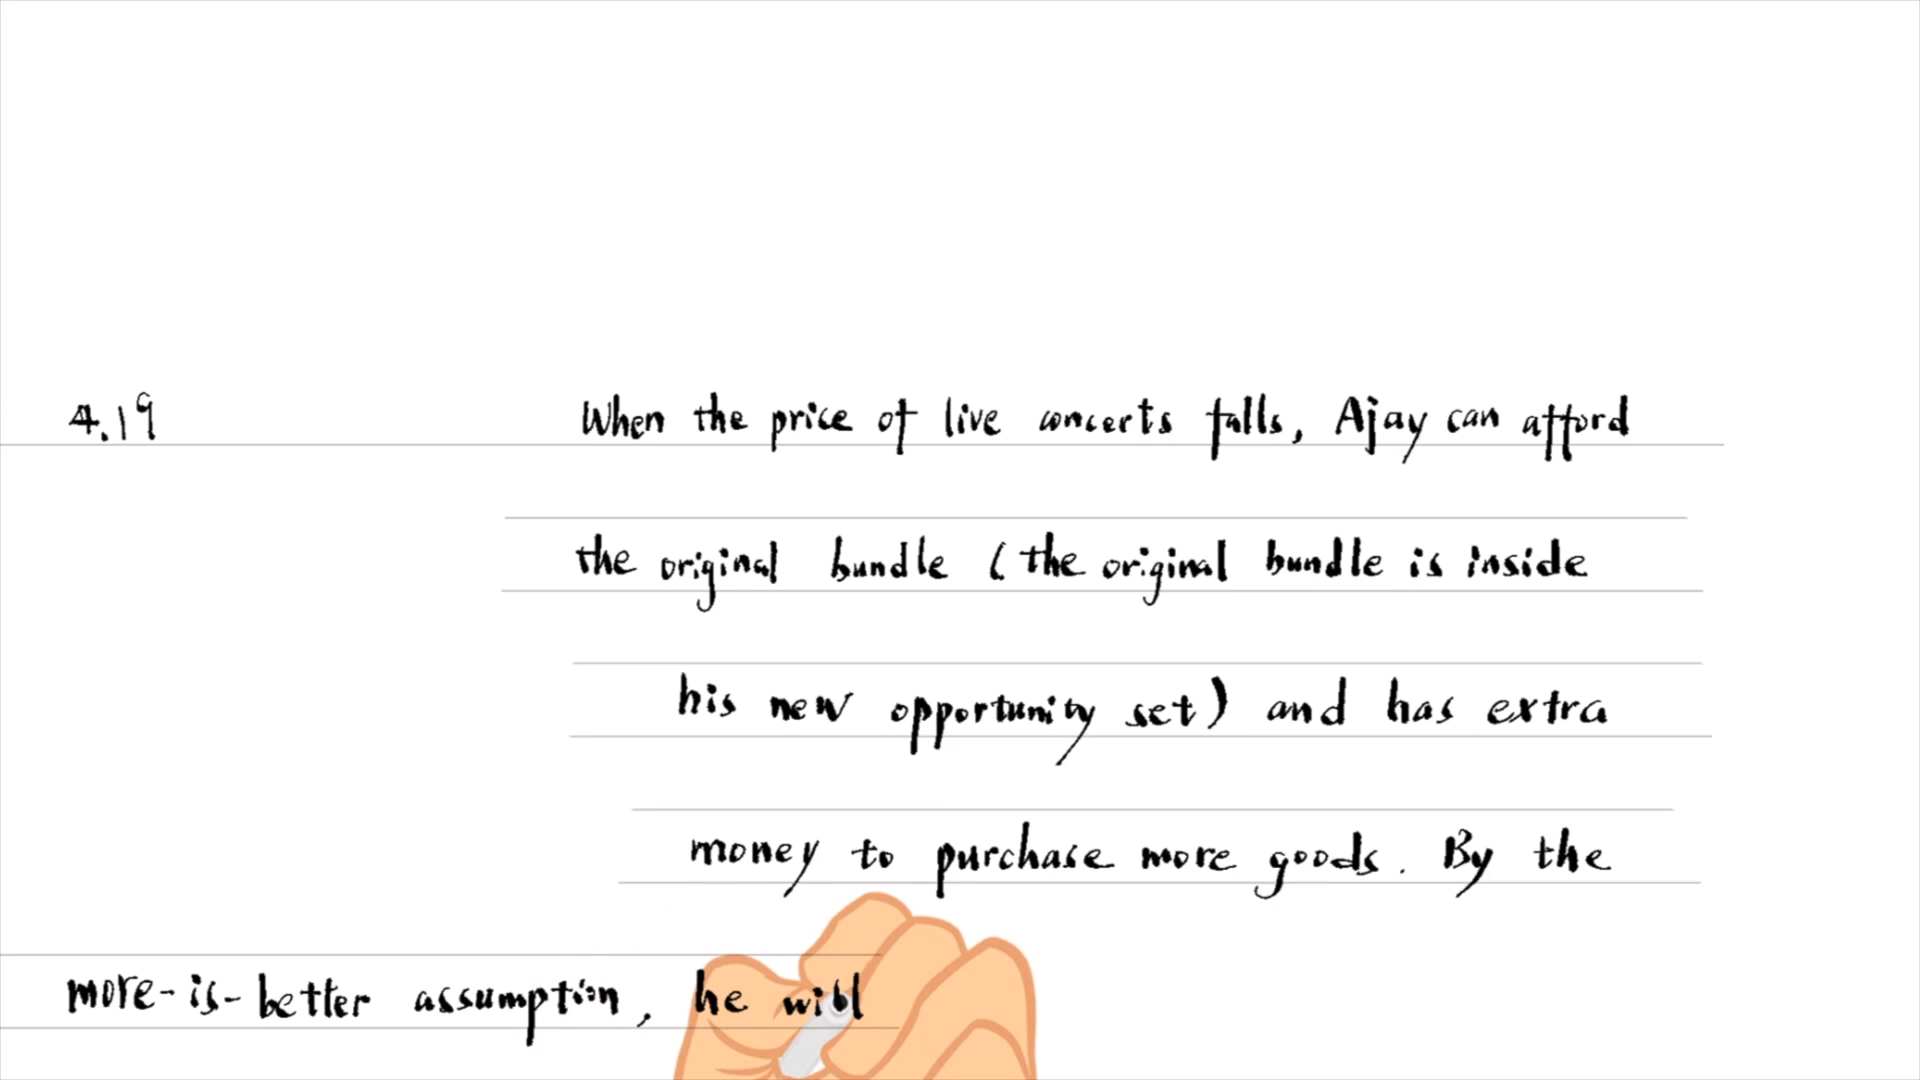 4.19 When the price of live concerts falls, Ajay can afford
the original bundle (the original bundle is inside
his new opportunity set) and has extra
money to purchase more goods. By the
more-is-better assumption, he will